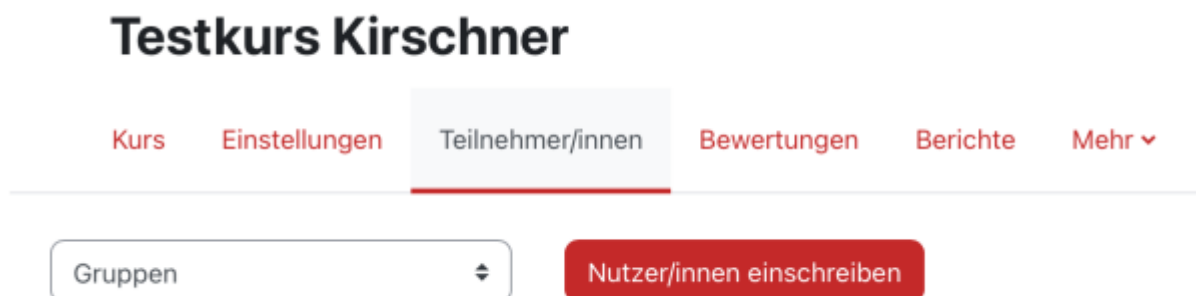 Testkurs Kirschner
Kurs Einstellungen Teilnehmer/innen Bewertungen Berichte Mehr
Gruppen Nutzer/innen einschreiben